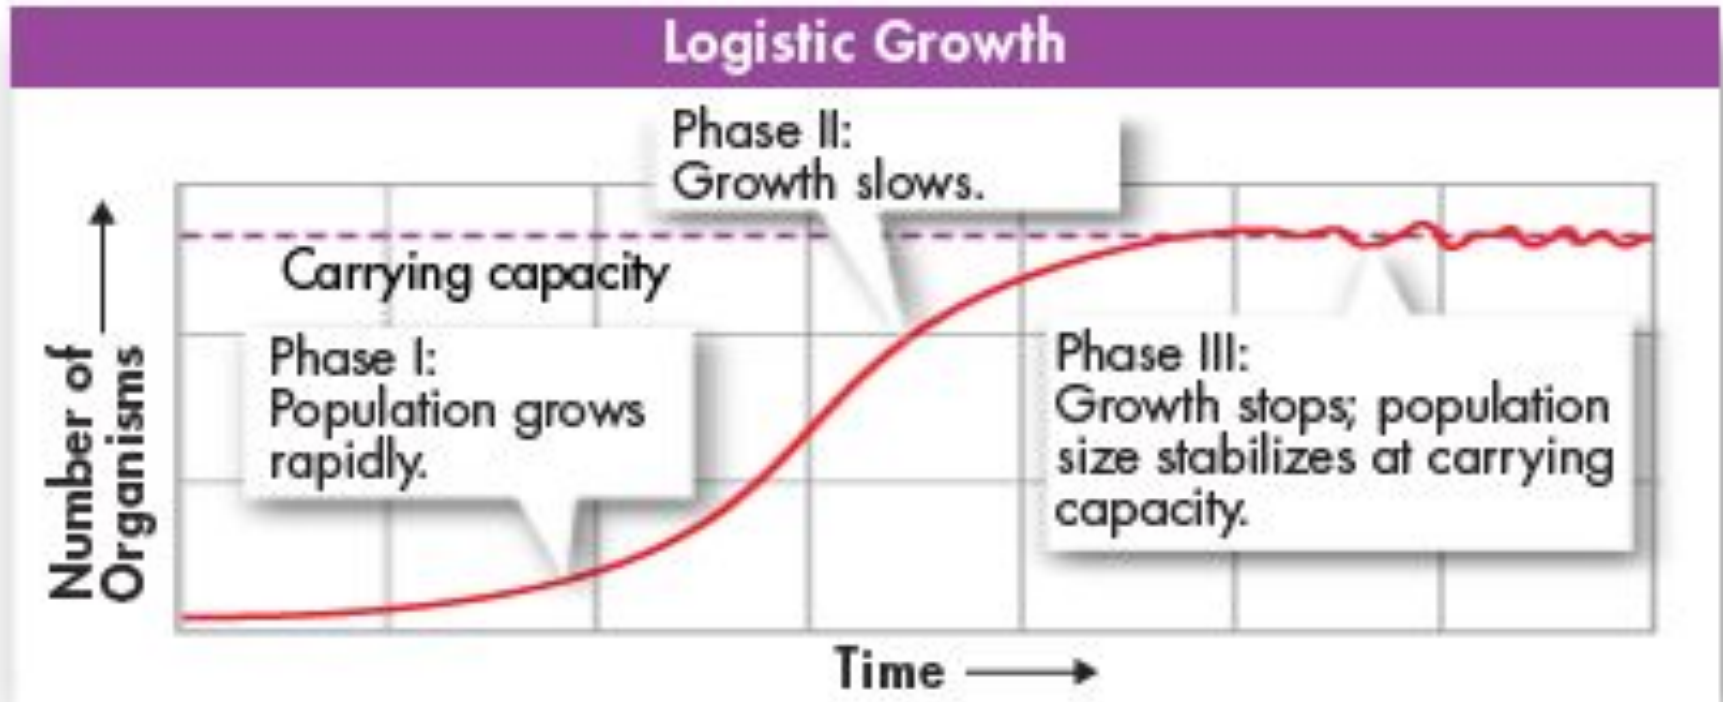 Logistic Growth
Phase II:
Growth slows.
Carrying capacity
Phase I:
Population grows
rapidly.
Phase III:
Growth stops; population
size stabilizes at carrying
capacity.
Number of
Organisms
Time